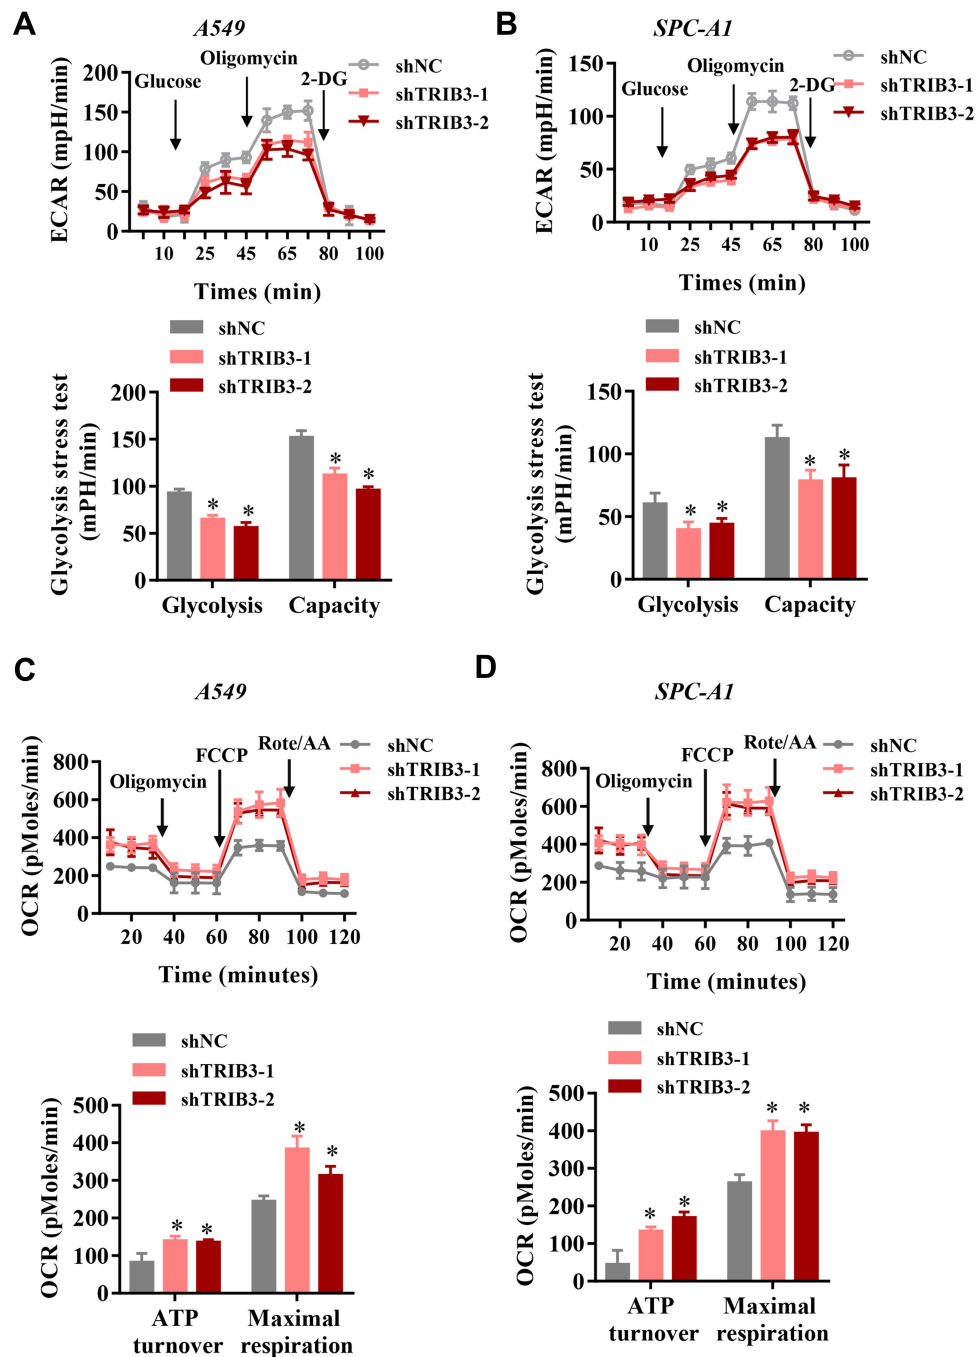 A
A549
Oligomycin
Glucose
2-DG
shNC
shTRIB3-1
shTRIB3-2
ECAR (mpH/min)
200
150
100
50
0
10 25 45 65 80 100
Times (min)
shNC
shTRIB3-1
shTRIB3-2
Glycolysis stress test
(mPH/min)
200
150
100
50
0
* * * *
Glycolysis Capacity
B
SPC-A1
Oligomycin
Glucose
2-DG
shNC
shTRIB3-1
shTRIB3-2
ECAR (mpH/min)
150
100
50
0
10 25 45 65 80 100
Times (min)
shNC
shTRIB3-1
shTRIB3-2
Glycolysis stress test
(mPH/min)
150
100
50
0
* * * *
Glycolysis Capacity
C
A549
Oligomycin
FCCP
Rote/AA
shNC
shTRIB3-1
shTRIB3-2
OCR (pMoles/min)
800
600
400
200
0
20 40 60 80 100 120
Time (minutes)
shNC
shTRIB3-1
shTRIB3-2
OCR (pMoles/min)
500
400
300
200
100
0
* * * *
ATP Maximal
turnover respiration
D
SPC-A1
Oligomycin
FCCP
Rote/AA
shNC
shTRIB3-1
shTRIB3-2
OCR (pMoles/min)
800
600
400
200
0
20 40 60 80 100 120
Time (minutes)
shNC
shTRIB3-1
shTRIB3-2
OCR (pMoles/min)
500
400
300
200
100
0
* * * *
ATP Maximal
turnover respiration